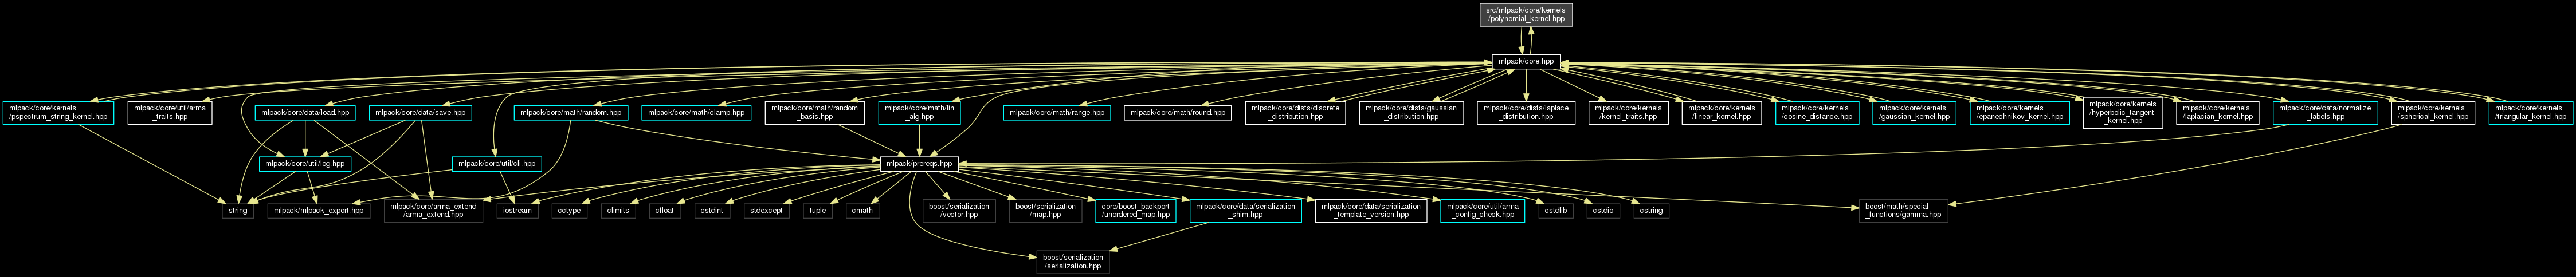 src/mlpack/core/kernels
/polynomial_kernel.hpp
mlpack/core.hpp
mlpack/core/kernels
/pspectrum_string_kernel.hpp
mlpack/core/util/arma
_traits.hpp
mlpack/core/data/load.hpp
mlpack/core/data/save.hpp
mlpack/core/math/random.hpp
mlpack/core/math/clamp.hpp
mlpack/core/math/random
_basis.hpp
mlpack/core/math/lin
_alg.hpp
mlpack/core/math/range.hpp
mlpack/core/math/round.hpp
mlpack/core/dists/discrete
_distribution.hpp
mlpack/core/dists/gaussian
_distribution.hpp
mlpack/core/dists/laplace
_distribution.hpp
mlpack/core/kernels
/kernel_traits.hpp
mlpack/core/kernels
/linear_kernel.hpp
mlpack/core/kernels
/cosine_distance.hpp
mlpack/core/kernels
/gaussian_kernel.hpp
mlpack/core/kernels
/epanechnikov_kernel.hpp
mlpack/core/kernels
/hyperbolic_tangent
_kernel.hpp
mlpack/core/kernels
/laplacian_kernel.hpp
mlpack/core/data/normalize
_labels.hpp
mlpack/core/kernels
/spherical_kernel.hpp
mlpack/core/kernels
/triangular_kernel.hpp
mlpack/core/util/log.hpp
mlpack/core/util/cli.hpp
mlpack/prereqs.hpp
string
mlpack/mlpack_export.hpp
mlpack/core/arma_extend
/arma_extend.hpp
iostream
cctype
climits
cfloat
cstdint
stdexcept
tuple
cmath
boost/serialization
/vector.hpp
boost/serialization
/map.hpp
core/boost_backport
/unordered_map.hpp
mlpack/core/data/serialization
_shim.hpp
mlpack/core/data/serialization
_template_version.hpp
mlpack/core/util/arma
_config_check.hpp
cstdlib
cstdio
cstring
boost/math/special
_functions/gamma.hpp
boost/serialization
/serialization.hpp